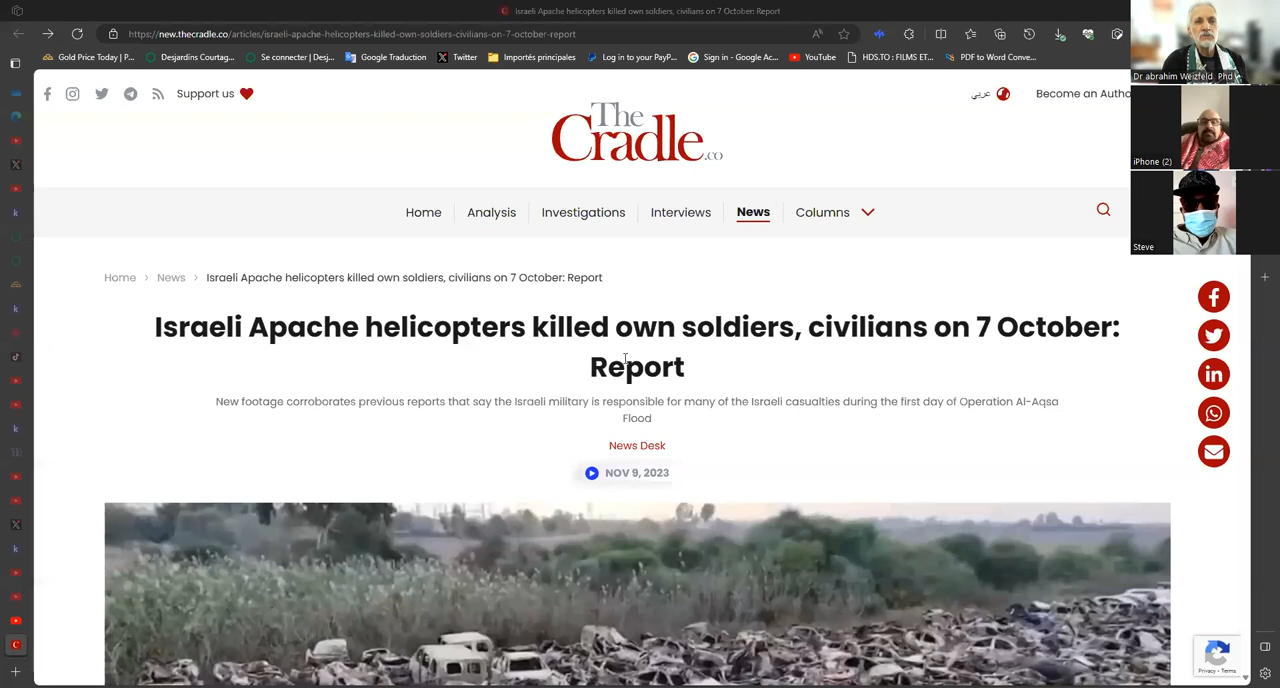 Israeli Apache helicopters killed own soldiers, civilians on 7 October: Report
https://new.thecradle.co/articles/israeli-apache-helicopters-killed-own-soldiers-civilians-on-7-october-report
Gold Price Today | P... Desjardins Courtag... Se connecter | Desj... Google Traduction Twitter Importés principales Log in to your PayP... Sign in - Google Ac... YouTube HDS.TO : FILMS ET... PDF to Word Conve...
Dr abrahim Weizfeld Phd
Support us عربي Become an Autho
The
Cradle.co
iPhone (2)
Home Analysis Investigations Interviews News Columns
Steve
Home > News > Israeli Apache helicopters killed own soldiers, civilians on 7 October: Report
Israeli Apache helicopters killed own soldiers, civilians on 7 October:
Report
New footage corroborates previous reports that say the Israeli military is responsible for many of the Israeli casualties during the first day of Operation Al-Aqsa
Flood
News Desk
NOV 9, 2023
Privacy - Terms